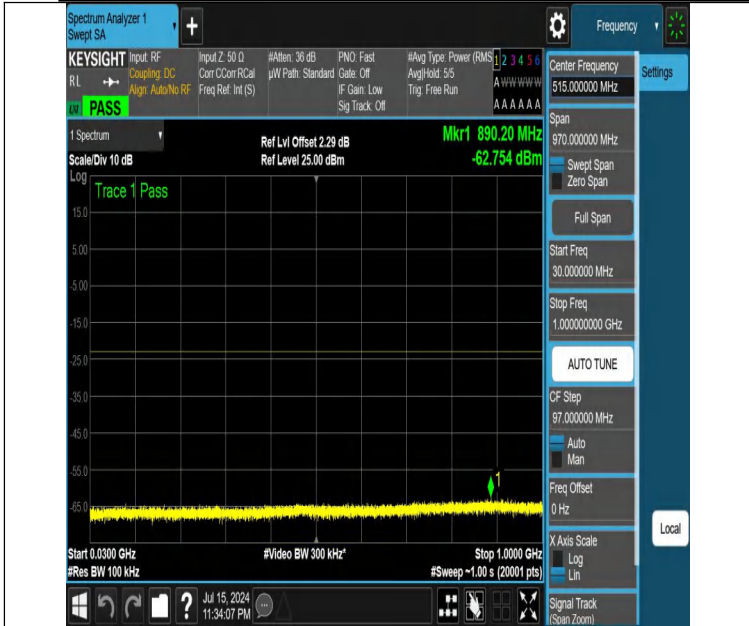 Spectrum Analyzer 1
Swept SA
Frequency
KEYSIGHT
RL
LXI
PASS
Input: RF
Coupling: DC
Align: Auto/No RF
Input Z: 50 Ω
Corr CCorr RCal
Freq Ref: Int (S)
#Atten: 36 dB
µW Path: Standard
PNO: Fast
Gate: Off
IF Gain: Low
Sig Track: Off
#Avg Type: Power (RMS
Avg|Hold: 5/5
Trig: Free Run
1 2 3 4 5 6
A W W W W W
A A A A A A
Center Frequency
515.000000 MHz
Settings
1 Spectrum
Scale/Div 10 dB
Ref Lvl Offset 2.29 dB
Ref Level 25.00 dBm
Mkr1 890.20 MHz
-62.754 dBm
Log
Trace 1 Pass
15.0
5.00
-5.00
-15.0
-25.0
-35.0
-45.0
-55.0
-65.0
1
Start 0.0300 GHz
#Res BW 100 kHz
#Video BW 300 kHz*
Stop 1.0000 GHz
#Sweep ~1.00 s (20001 pts)
Span
970.000000 MHz
Swept Span
Zero Span
Full Span
Start Freq
30.000000 MHz
Stop Freq
1.000000000 GHz
AUTO TUNE
CF Step
97.000000 MHz
Auto
Man
Freq Offset
0 Hz
X Axis Scale
Log
Lin
Local
Signal Track
(Span Zoom)
?
Jul 15, 2024
11:34:07 PM